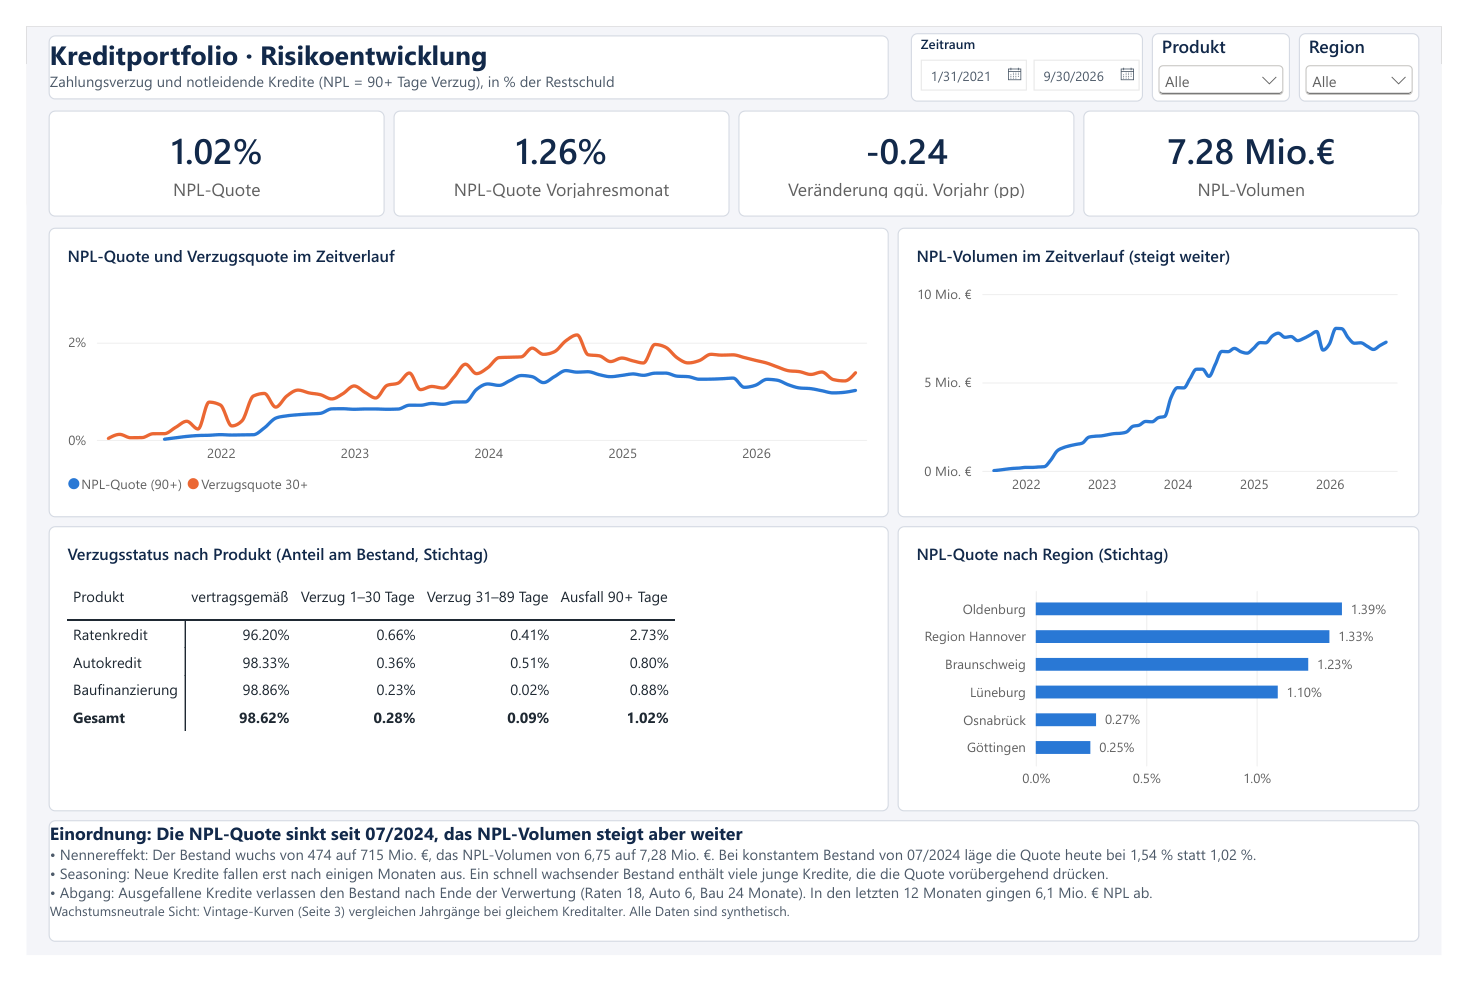 Kreditportfolio · Risikoentwicklung
Zahlungsverzug und notleidende Kredite (NPL = 90+ Tage Verzug), in % der Restschuld
Zeitraum
1/31/2021 9/30/2026
Produkt
Alle
Region
Alle
1.02%
NPL-Quote
1.26%
NPL-Quote Vorjahresmonat
-0.24
Veränderung ggü. Vorjahr (pp)
7.28 Mio.€
NPL-Volumen
NPL-Quote und Verzugsquote im Zeitverlauf
2%
0%
2022 2023 2024 2025 2026
NPL-Quote (90+) Verzugsquote 30+
NPL-Volumen im Zeitverlauf (steigt weiter)
10 Mio. €
5 Mio. €
0 Mio. €
2022 2023 2024 2025 2026
Verzugsstatus nach Produkt (Anteil am Bestand, Stichtag)
Produkt vertragsgemäß Verzug 1–30 Tage Verzug 31–89 Tage Ausfall 90+ Tage
Ratenkredit 96.20% 0.66% 0.41% 2.73%
Autokredit 98.33% 0.36% 0.51% 0.80%
Baufinanzierung 98.86% 0.23% 0.02% 0.88%
Gesamt 98.62% 0.28% 0.09% 1.02%
NPL-Quote nach Region (Stichtag)
Oldenburg 1.39%
Region Hannover 1.33%
Braunschweig 1.23%
Lüneburg 1.10%
Osnabrück 0.27%
Göttingen 0.25%
0.0% 0.5% 1.0%
Einordnung: Die NPL-Quote sinkt seit 07/2024, das NPL-Volumen steigt aber weiter
• Nennereffekt: Der Bestand wuchs von 474 auf 715 Mio. €, das NPL-Volumen von 6,75 auf 7,28 Mio. €. Bei konstantem Bestand von 07/2024 läge die Quote heute bei 1,54 % statt 1,02 %.
• Seasoning: Neue Kredite fallen erst nach einigen Monaten aus. Ein schnell wachsender Bestand enthält viele junge Kredite, die die Quote vorübergehend drücken.
• Abgang: Ausgefallene Kredite verlassen den Bestand nach Ende der Verwertung (Raten 18, Auto 6, Bau 24 Monate). In den letzten 12 Monaten gingen 6,1 Mio. € NPL ab.
Wachstumsneutrale Sicht: Vintage-Kurven (Seite 3) vergleichen Jahrgänge bei gleichem Kreditalter. Alle Daten sind synthetisch.